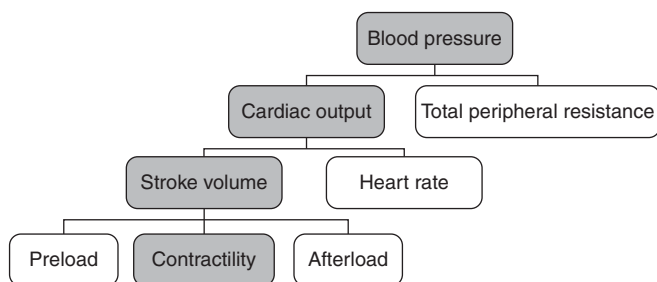 Blood pressure
Cardiac output
Total peripheral resistance
Stroke volume
Heart rate
Preload
Contractility
Afterload